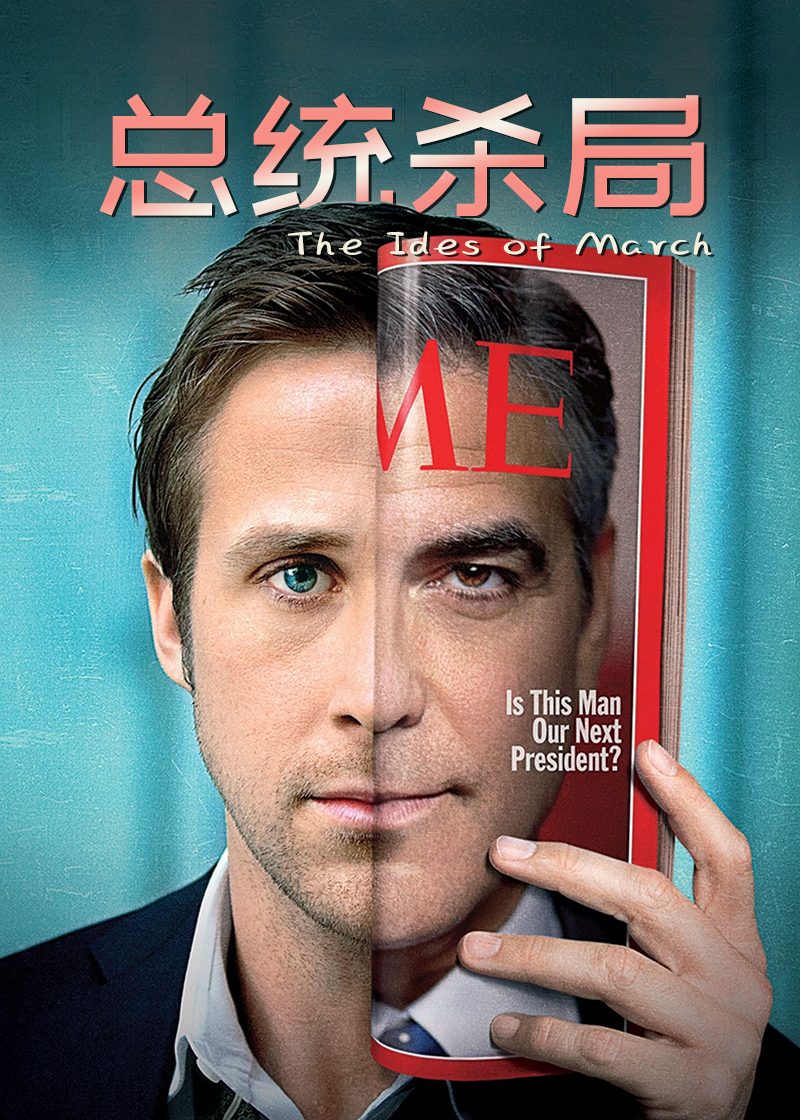 总统杀局
The Ides of March
ME
Is This Man
Our Next
President?